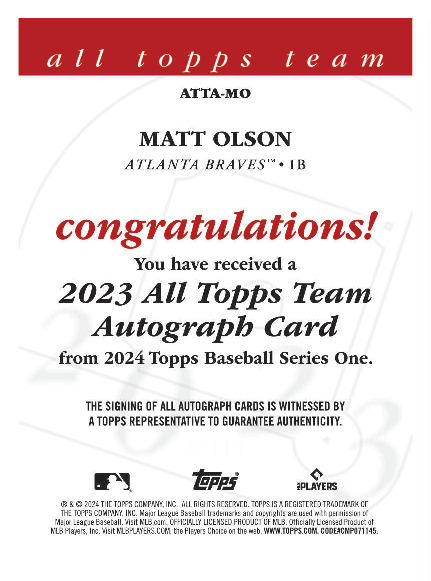 all topps team
ATTA-MO
MATT OLSON
ATLANTA BRAVES™ • 1B
congratulations!
You have received a
2023 All Topps Team
Autograph Card
from 2024 Topps Baseball Series One.
THE SIGNING OF ALL AUTOGRAPH CARDS IS WITNESSED BY
A TOPPS REPRESENTATIVE TO GUARANTEE AUTHENTICITY.
Topps® PLAYERS
® & © 2024 THE TOPPS COMPANY, INC. ALL RIGHTS RESERVED. TOPPS IS A REGISTERED TRADEMARK OF
THE TOPPS COMPANY, INC. Major League Baseball trademarks and copyrights are used with permission of
Major League Baseball. Visit MLB.com. OFFICIALLY LICENSED PRODUCT OF MLB. Officially Licensed Product of
MLB Players, Inc. Visit MLBPLAYERS.COM, the Players Choice on the web. WWW.TOPPS.COM. CODE#CMP071145.